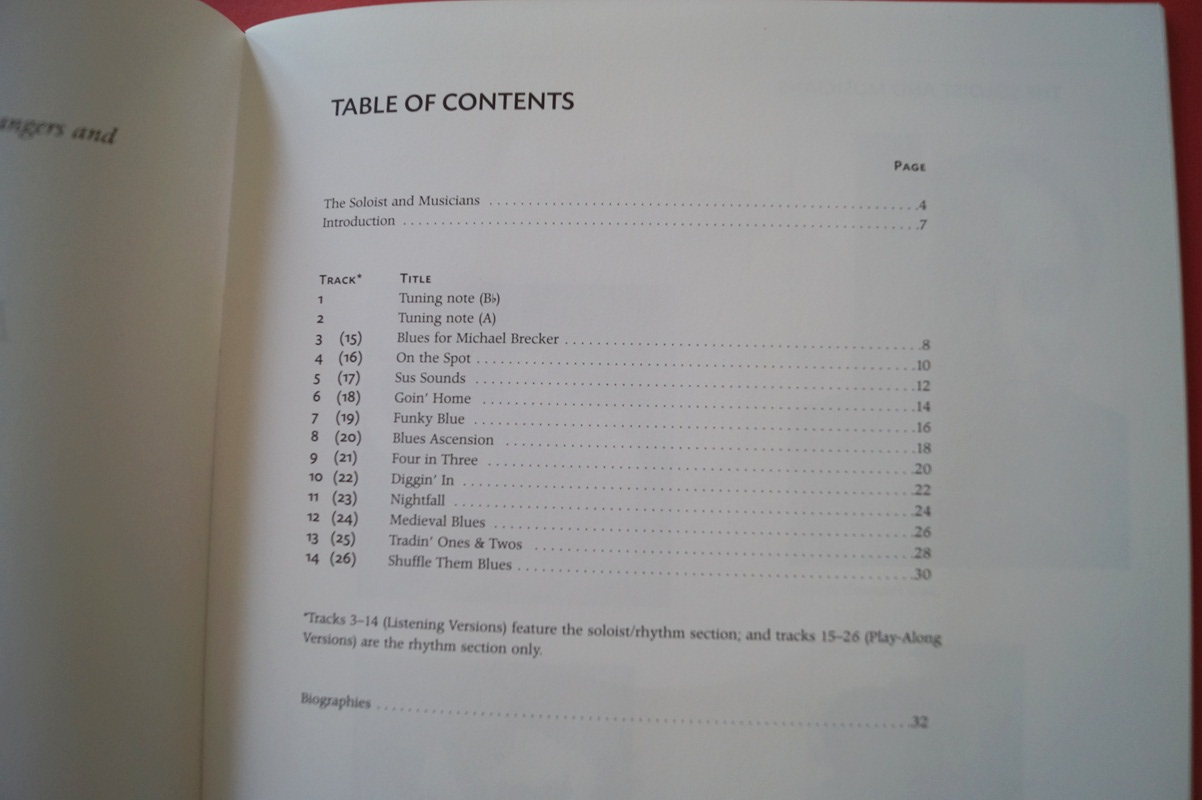 and
TABLE OF CONTENTS
PAGE
The Soloist and Musicians ........ 4
Introduction ........ 7
TRACK* TITLE
1 Tuning note (B♭)
2 Tuning note (A)
3 (15) Blues for Michael Brecker ........ 8
4 (16) On the Spot ........ 10
5 (17) Sus Sounds ........ 12
6 (18) Goin' Home ........ 14
7 (19) Funky Blue ........ 16
8 (20) Blues Ascension ........ 18
9 (21) Four in Three ........ 20
10 (22) Diggin' In ........ 22
11 (23) Nightfall ........ 24
12 (24) Medieval Blues ........ 26
13 (25) Tradin' Ones & Twos ........ 28
14 (26) Shuffle Them Blues ........ 30
*Tracks 3–14 (Listening Versions) feature the soloist/rhythm section; and tracks 15–26 (Play-Along
Versions) are the rhythm section only.
Biographies ........ 32